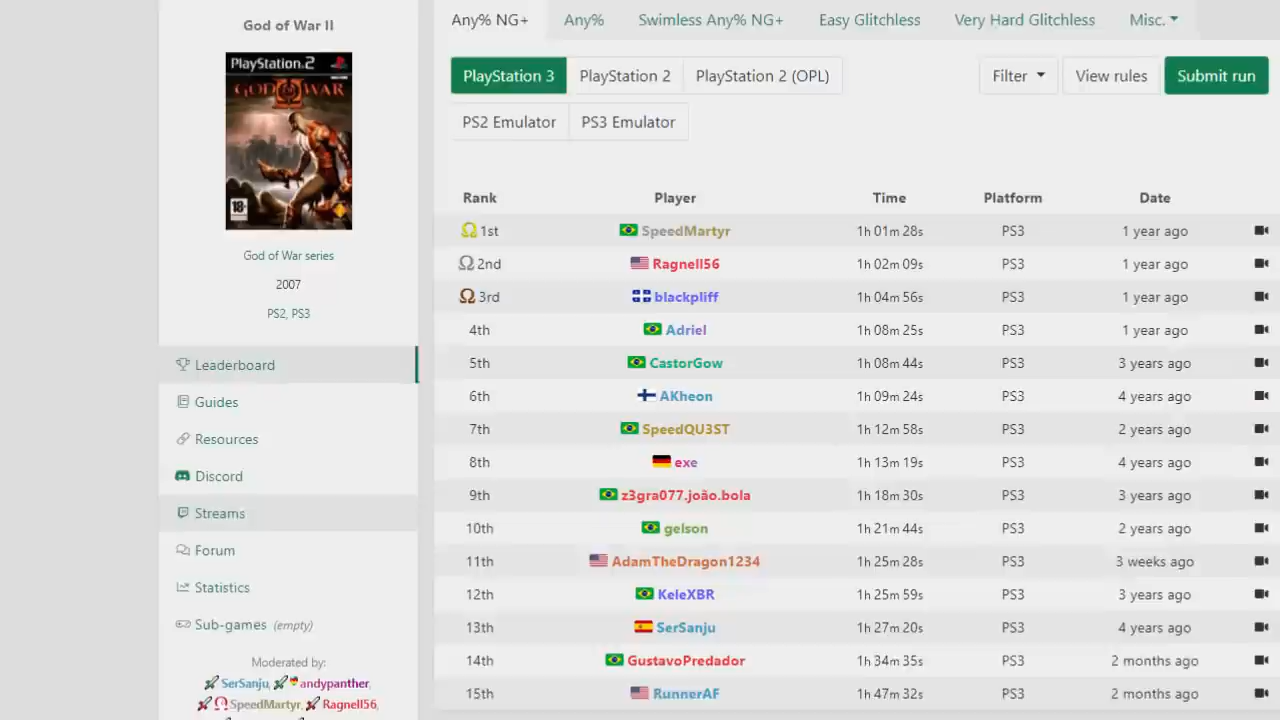 God of War II
PlayStation.2
GOD OF WAR
18+
God of War series
2007
PS2, PS3
Leaderboard
Guides
Resources
Discord
Streams
Forum
Statistics
Sub-games (empty)
Moderated by:
SerSanju, andypanther,
SpeedMartyr, Ragnell56,
Any% NG+ Any% Swimless Any% NG+ Easy Glitchless Very Hard Glitchless Misc.
PlayStation 3 PlayStation 2 PlayStation 2 (OPL) Filter View rules Submit run
PS2 Emulator PS3 Emulator
Rank Player Time Platform Date
1st SpeedMartyr 1h 01m 28s PS3 1 year ago
2nd Ragnell56 1h 02m 09s PS3 1 year ago
3rd blackpliff 1h 04m 56s PS3 1 year ago
4th Adriel 1h 08m 25s PS3 1 year ago
5th CastorGow 1h 08m 44s PS3 3 years ago
6th AKheon 1h 09m 24s PS3 4 years ago
7th SpeedQU3ST 1h 12m 58s PS3 2 years ago
8th exe 1h 13m 19s PS3 4 years ago
9th z3gra077.joão.bola 1h 18m 30s PS3 3 years ago
10th gelson 1h 21m 44s PS3 2 years ago
11th AdamTheDragon1234 1h 25m 28s PS3 3 weeks ago
12th KeleXBR 1h 25m 59s PS3 3 years ago
13th SerSanju 1h 27m 20s PS3 4 years ago
14th GustavoPredador 1h 34m 35s PS3 2 months ago
15th RunnerAF 1h 47m 32s PS3 2 months ago